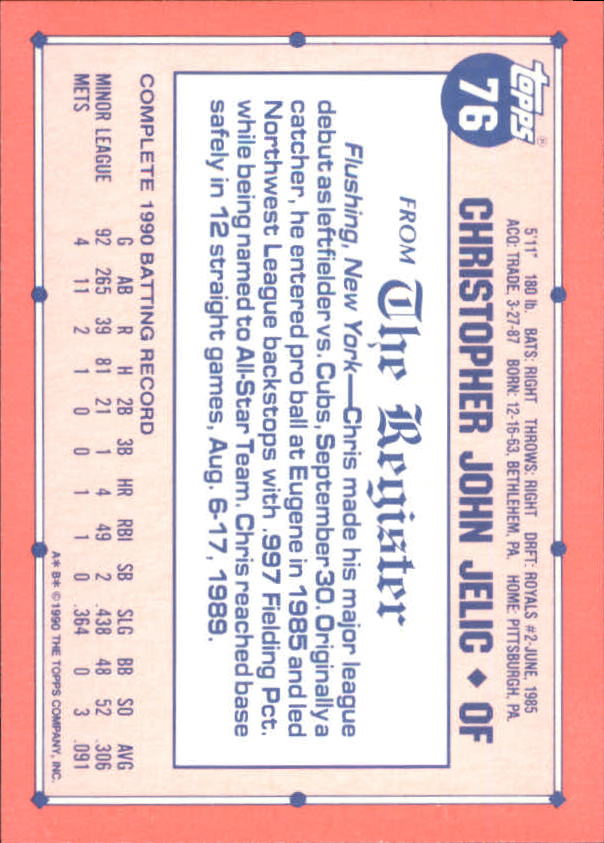 topps®
76
5'11" 180 lb. BATS: RIGHT THROWS: RIGHT DRFT: ROYALS #2-JUNE, 1985
ACQ: TRADE, 3-27-87 BORN: 12-16-63, BETHLEHEM, PA. HOME: PITTSBURGH, PA.
CHRISTOPHER JOHN JELIC ◆ OF
FROM The Register
Flushing, New York—Chris made his major league
debut as leftfielder vs. Cubs, September 30. Originally a
catcher, he entered pro ball at Eugene in 1985 and led
Northwest League backstops with .997 Fielding Pct.
while being named to All-Star Team. Chris reached base
safely in 12 straight games, Aug. 6-17, 1989.
COMPLETE 1990 BATTING RECORD
G AB R H 2B 3B HR RBI SB SLG BB SO AVG
MINOR LEAGUE 92 265 39 81 21 1 4 49 2 .438 48 52 .306
METS 4 11 2 1 0 0 1 1 0 .364 0 3 .091
A* B* ©1990 THE TOPPS COMPANY, INC.